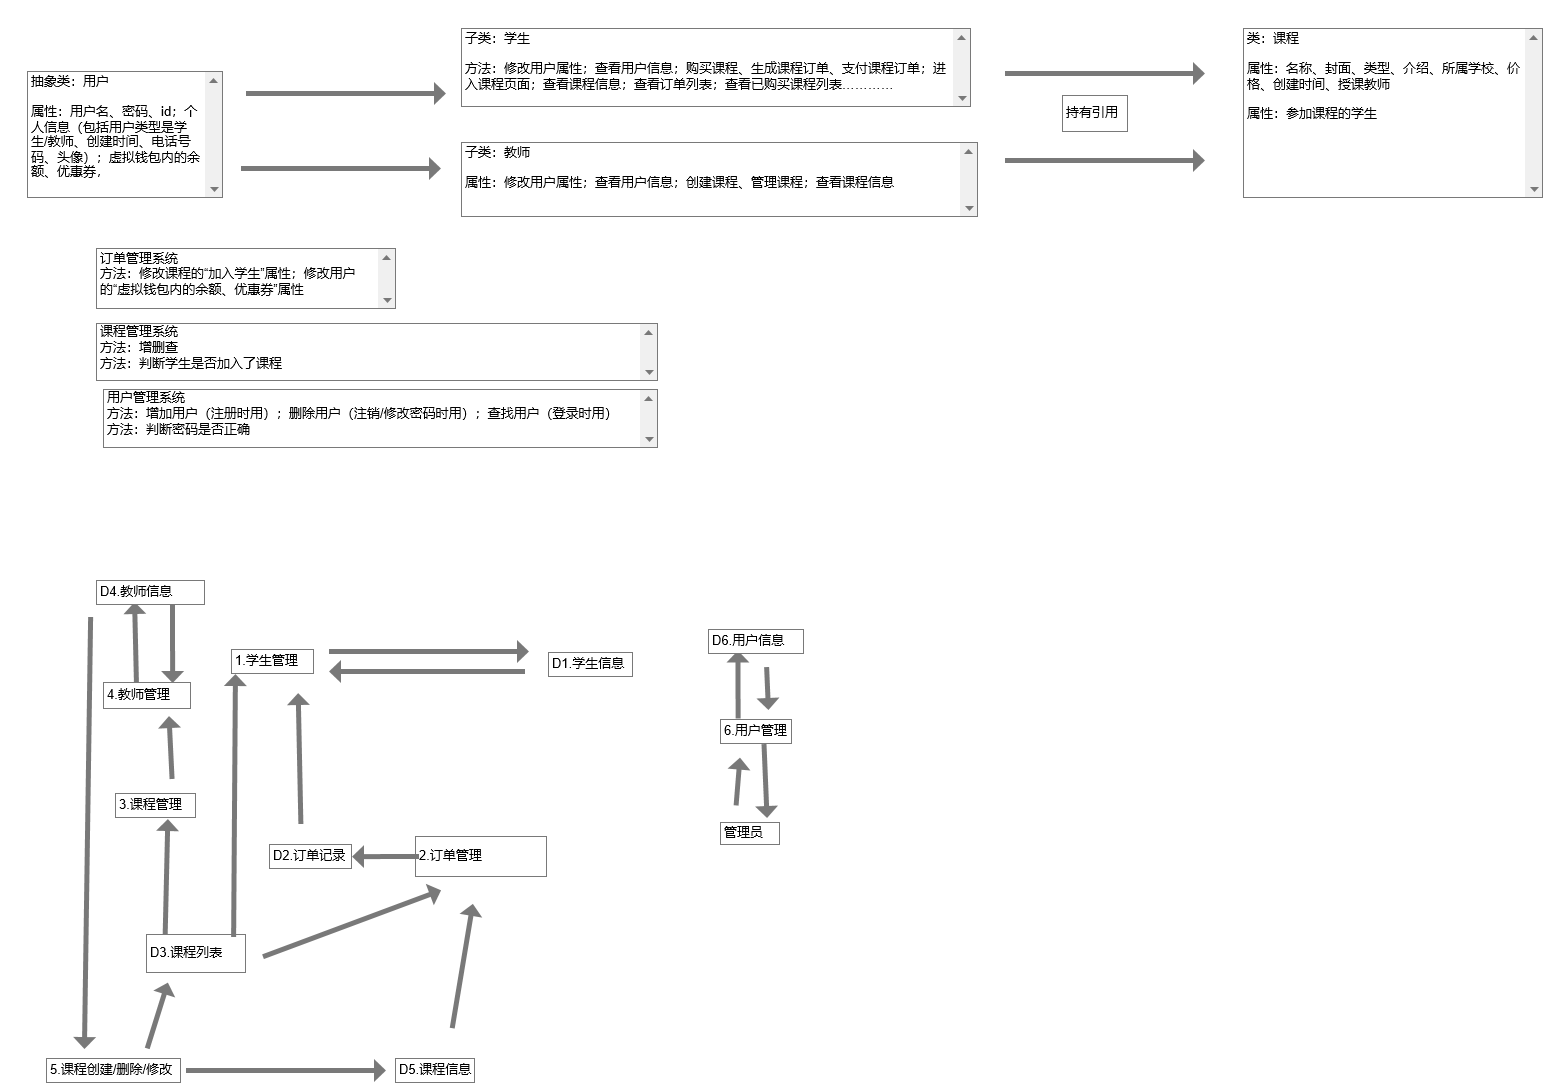 抽象类：用户
属性：用户名、密码、id；个
人信息（包括用户类型是学
生/教师、创建时间、电话号
码、头像）；虚拟钱包内的余
额、优惠券，
子类：学生
方法：修改用户属性；查看用户信息；购买课程、生成课程订单、支付课程订单；进
入课程页面；查看课程信息；查看订单列表；查看已购买课程列表…………
子类：教师
属性：修改用户属性；查看用户信息；创建课程、管理课程；查看课程信息
持有引用
类：课程
属性：名称、封面、类型、介绍、所属学校、价
格、创建时间、授课教师
属性：参加课程的学生
订单管理系统
方法：修改课程的“加入学生”属性；修改用户
的“虚拟钱包内的余额、优惠券”属性
课程管理系统
方法：增删查
方法：判断学生是否加入了课程
用户管理系统
方法：增加用户（注册时用）；删除用户（注销/修改密码时用）；查找用户（登录时用）
方法：判断密码是否正确
D4.教师信息
1.学生管理
D1.学生信息
4.教师管理
3.课程管理
D2.订单记录
2.订单管理
D3.课程列表
5.课程创建/删除/修改
D5.课程信息
D6.用户信息
6.用户管理
管理员